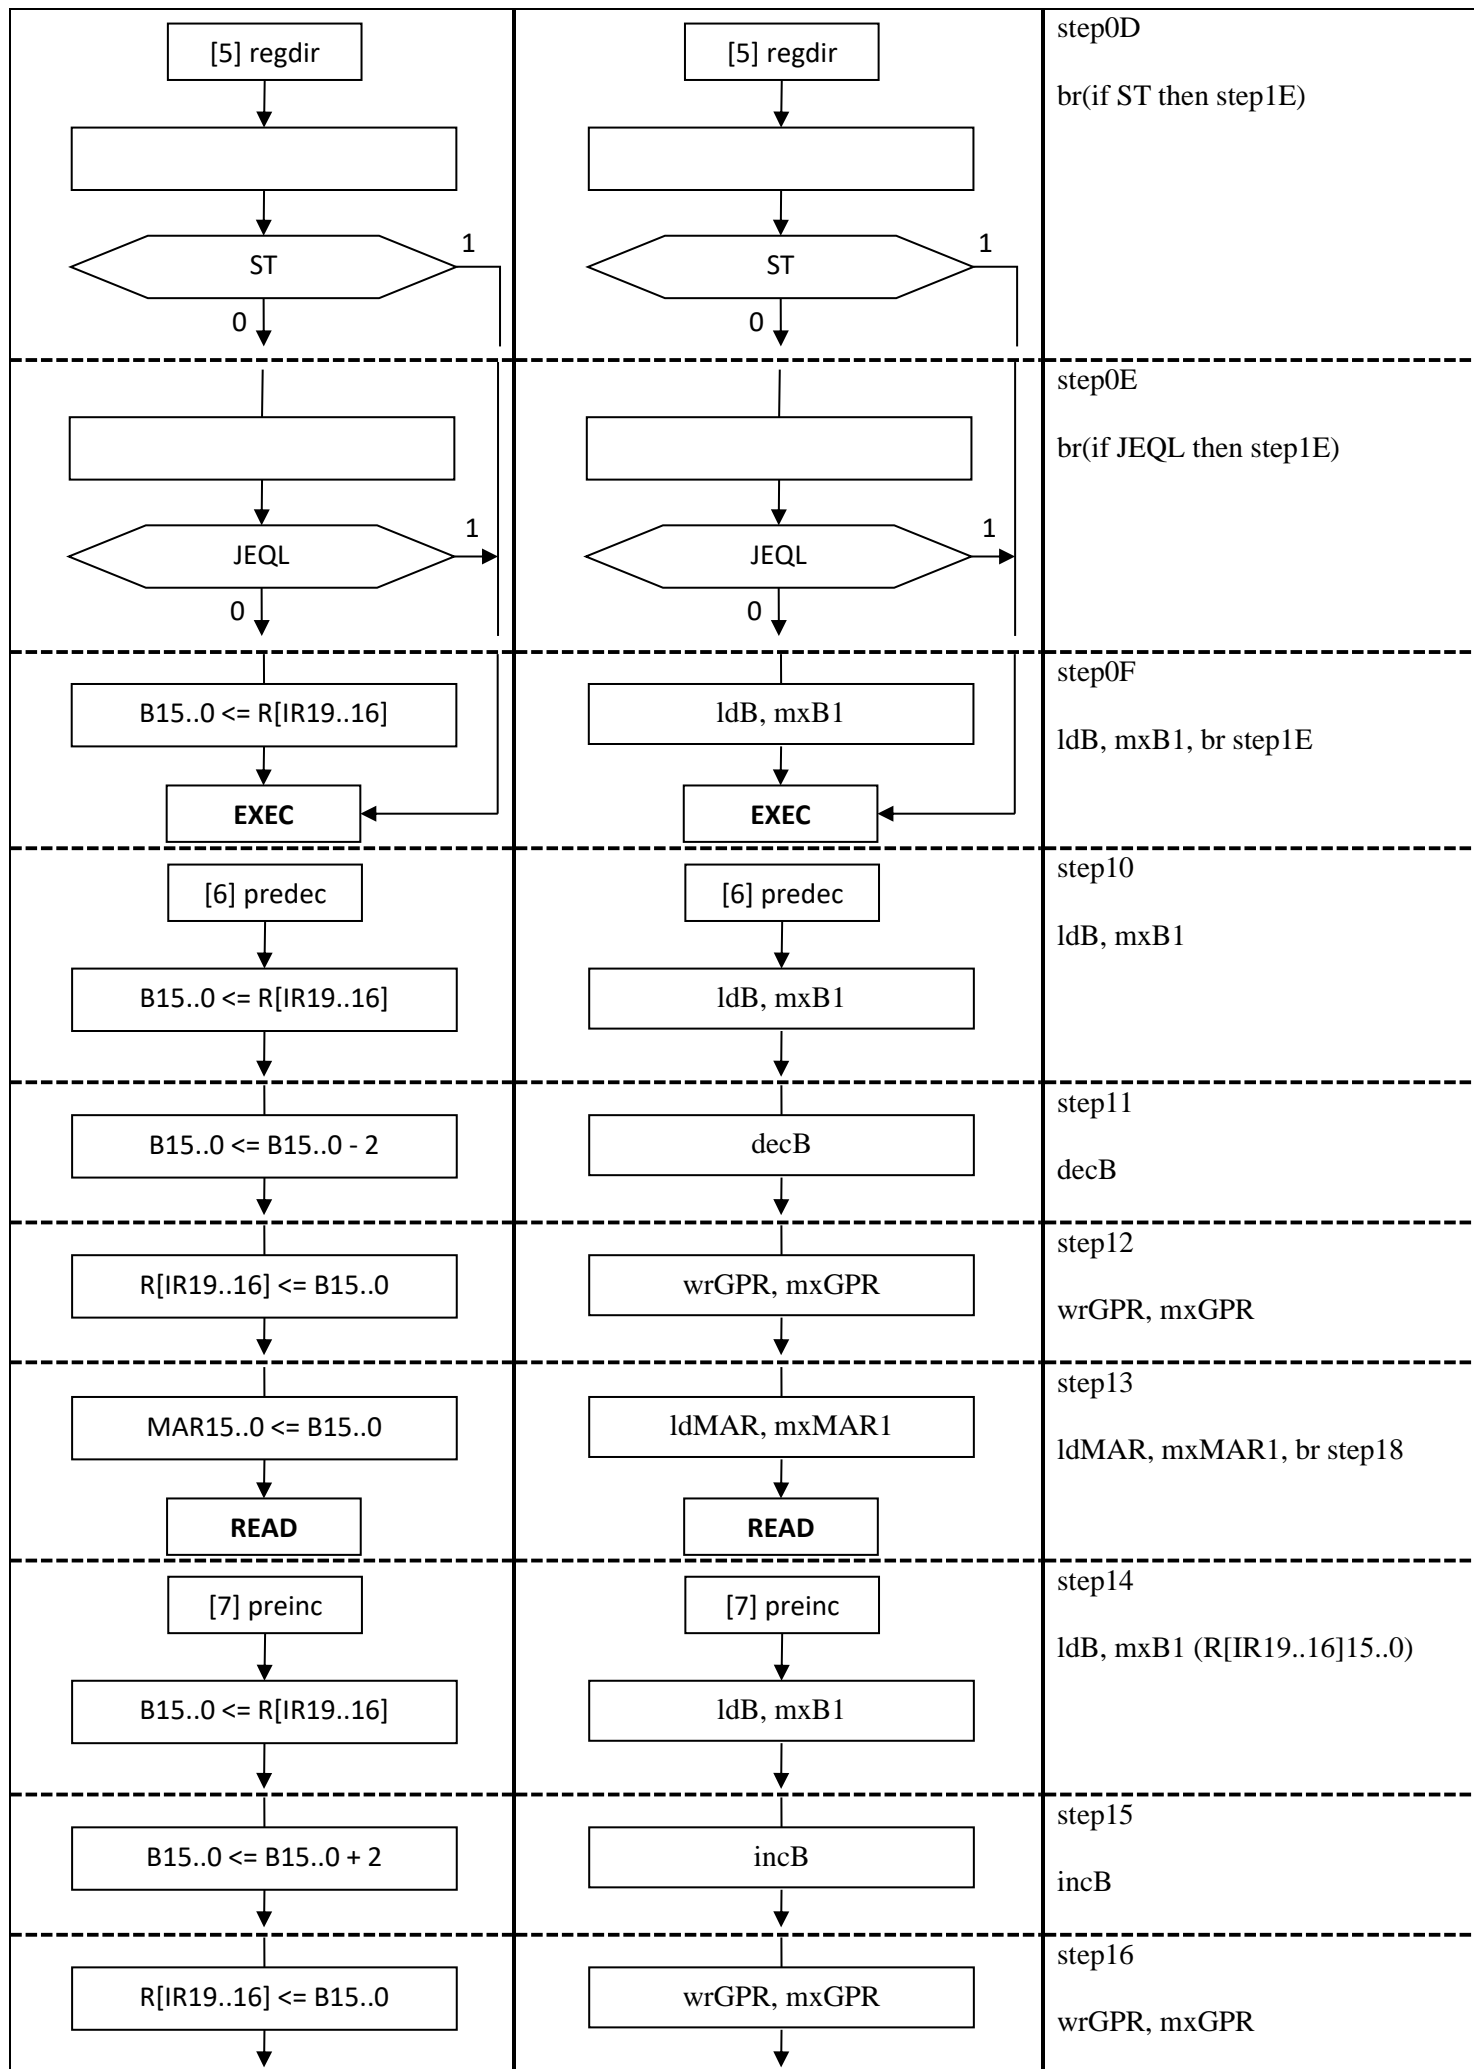 [5] regdir
ST
1
0
[5] regdir
ST
1
0
step0D
br(if ST then step1E)
JEQL
1
0
JEQL
1
0
step0E
br(if JEQL then step1E)
B15..0 <= R[IR19..16]
EXEC
ldB, mxB1
EXEC
step0F
ldB, mxB1, br step1E
[6] predec
B15..0 <= R[IR19..16]
[6] predec
ldB, mxB1
step10
ldB, mxB1
B15..0 <= B15..0 - 2
decB
step11
decB
R[IR19..16] <= B15..0
wrGPR, mxGPR
step12
wrGPR, mxGPR
MAR15..0 <= B15..0
READ
ldMAR, mxMAR1
READ
step13
ldMAR, mxMAR1, br step18
[7] preinc
B15..0 <= R[IR19..16]
[7] preinc
ldB, mxB1
step14
ldB, mxB1 (R[IR19..16]15..0)
B15..0 <= B15..0 + 2
incB
step15
incB
R[IR19..16] <= B15..0
wrGPR, mxGPR
step16
wrGPR, mxGPR